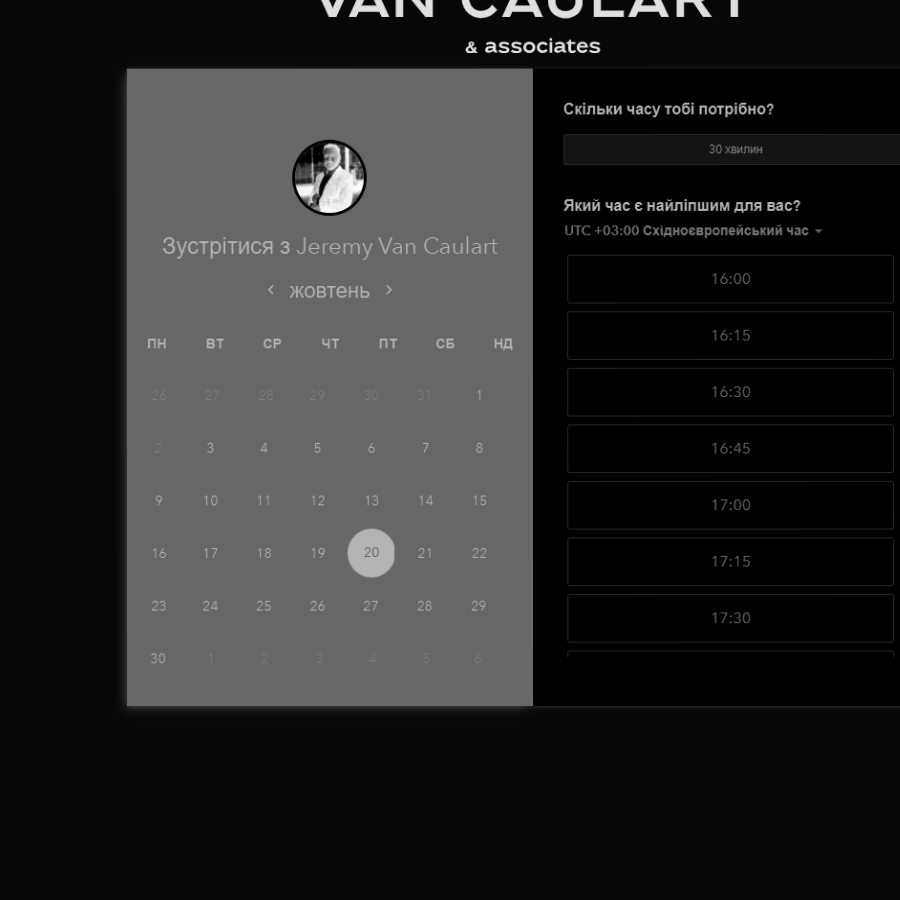 VAN CAULART
& associates
Зустрітися з Jeremy Van Caulart
жовтень
ПН ВТ СР ЧТ ПТ СБ НД
26 27 28 29 30 31 1
2 3 4 5 6 7 8
9 10 11 12 13 14 15
16 17 18 19 20 21 22
23 24 25 26 27 28 29
30 1 2 3 4 5 6
Скільки часу тобі потрібно?
30 хвилин
Який час є найліпшим для вас?
UTC +03:00 Східноєвропейський час
16:00
16:15
16:30
16:45
17:00
17:15
17:30